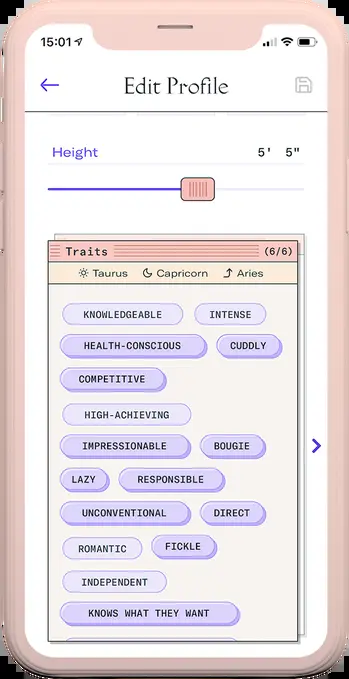 15:01
Edit Profile
Height 5' 5"
Traits (6/6)
Taurus Capricorn Aries
KNOWLEDGEABLE INTENSE
HEALTH-CONSCIOUS CUDDLY
COMPETITIVE
HIGH-ACHIEVING
IMPRESSIONABLE BOUGIE
LAZY RESPONSIBLE
UNCONVENTIONAL DIRECT
ROMANTIC FICKLE
INDEPENDENT
KNOWS WHAT THEY WANT